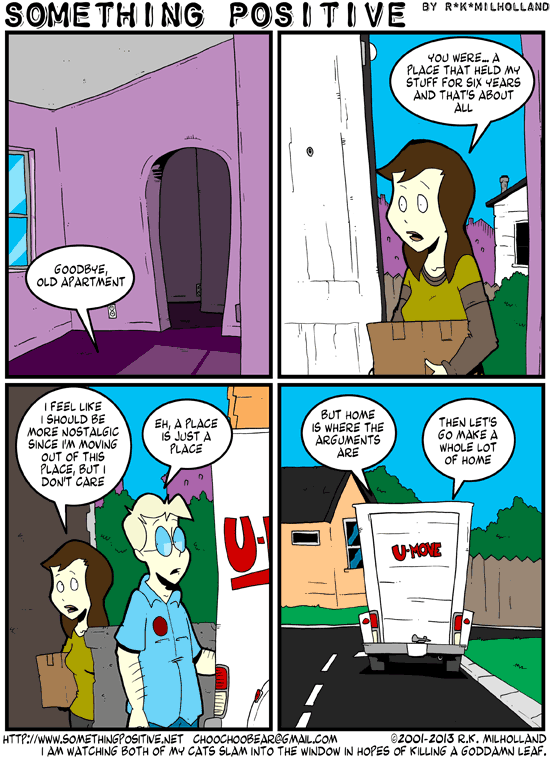 SOMETHING POSITIVE BY R*K*MILHOLLAND
GOODBYE,
OLD APARTMENT
YOU WERE... A
PLACE THAT HELD MY
STUFF FOR SIX YEARS
AND THAT'S ABOUT
ALL
I FEEL LIKE
I SHOULD BE
MORE NOSTALGIC
SINCE I'M MOVING
OUT OF THIS
PLACE, BUT I
DON'T CARE
EH, A PLACE
IS JUST A
PLACE
U-
BUT HOME
IS WHERE THE
ARGUMENTS
ARE
THEN LET'S
GO MAKE A
WHOLE LOT
OF HOME
U-MOVE
HTTP://WWW.SOMETHINGPOSITIVE.NET CHOOCHOOBEAR@GMAIL.COM ©2001-2013 R.K. MILHOLLAND
I AM WATCHING BOTH OF MY CATS SLAM INTO THE WINDOW IN HOPES OF KILLING A GODDAMN LEAF.